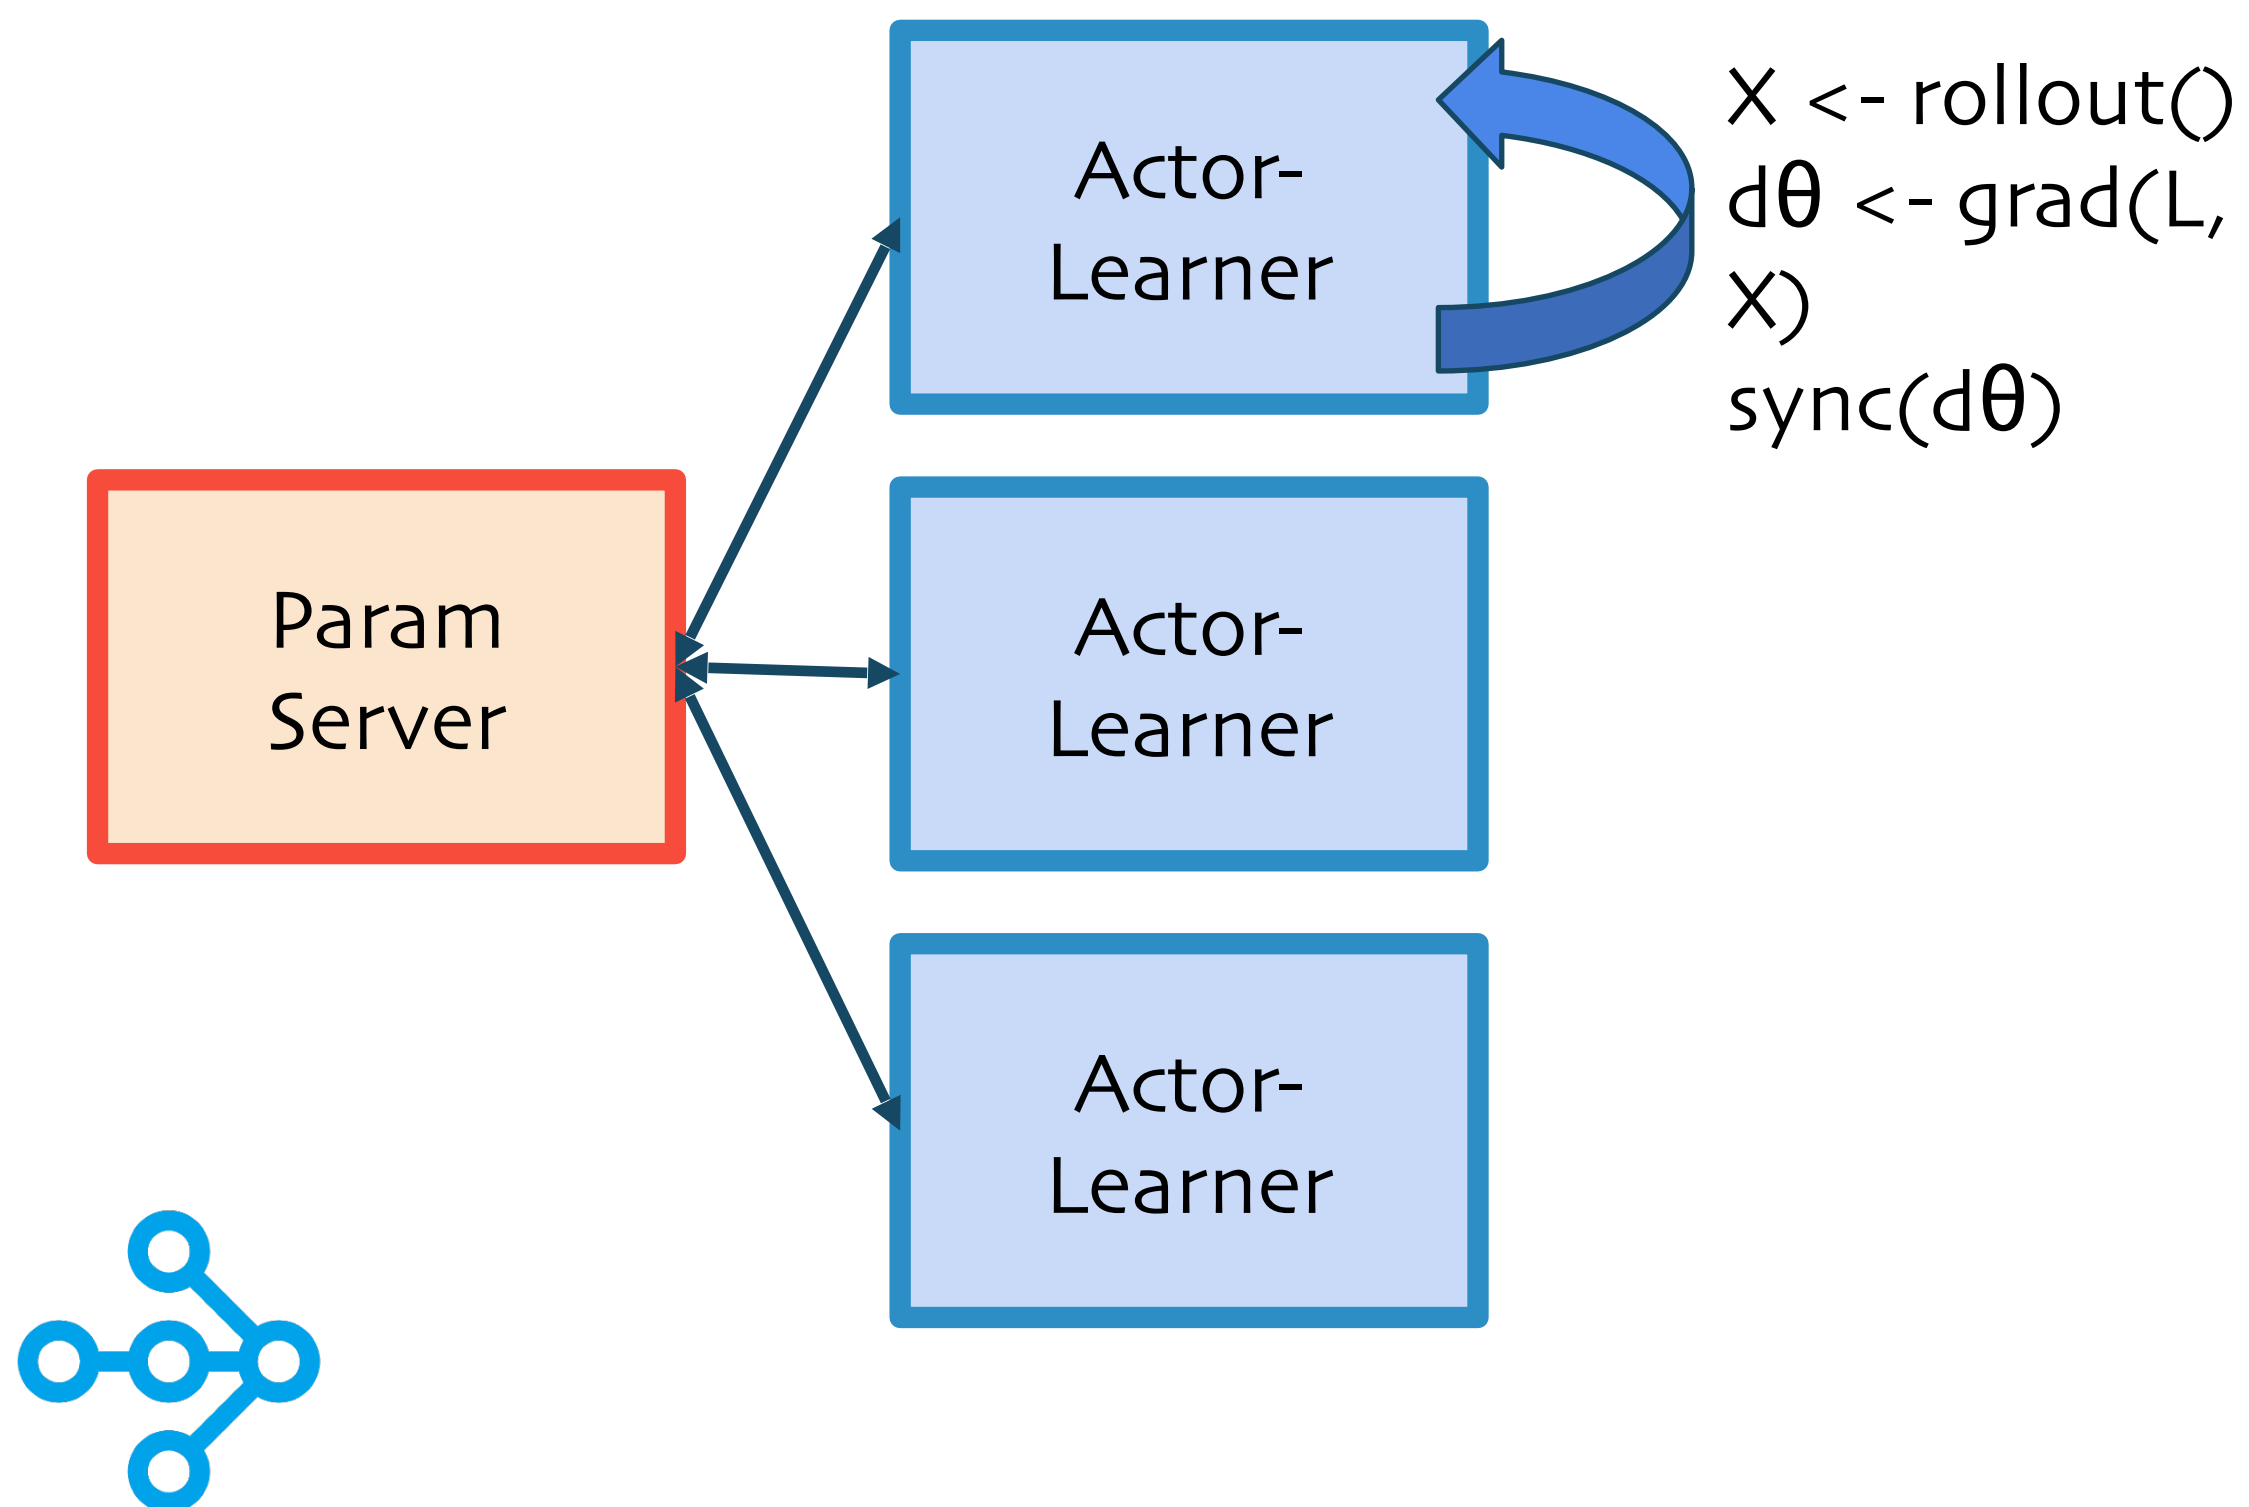 Actor-
Learner
X <- rollout()
dθ <- grad(L,
X)
sync(dθ)
Param
Server
Actor-
Learner
Actor-
Learner